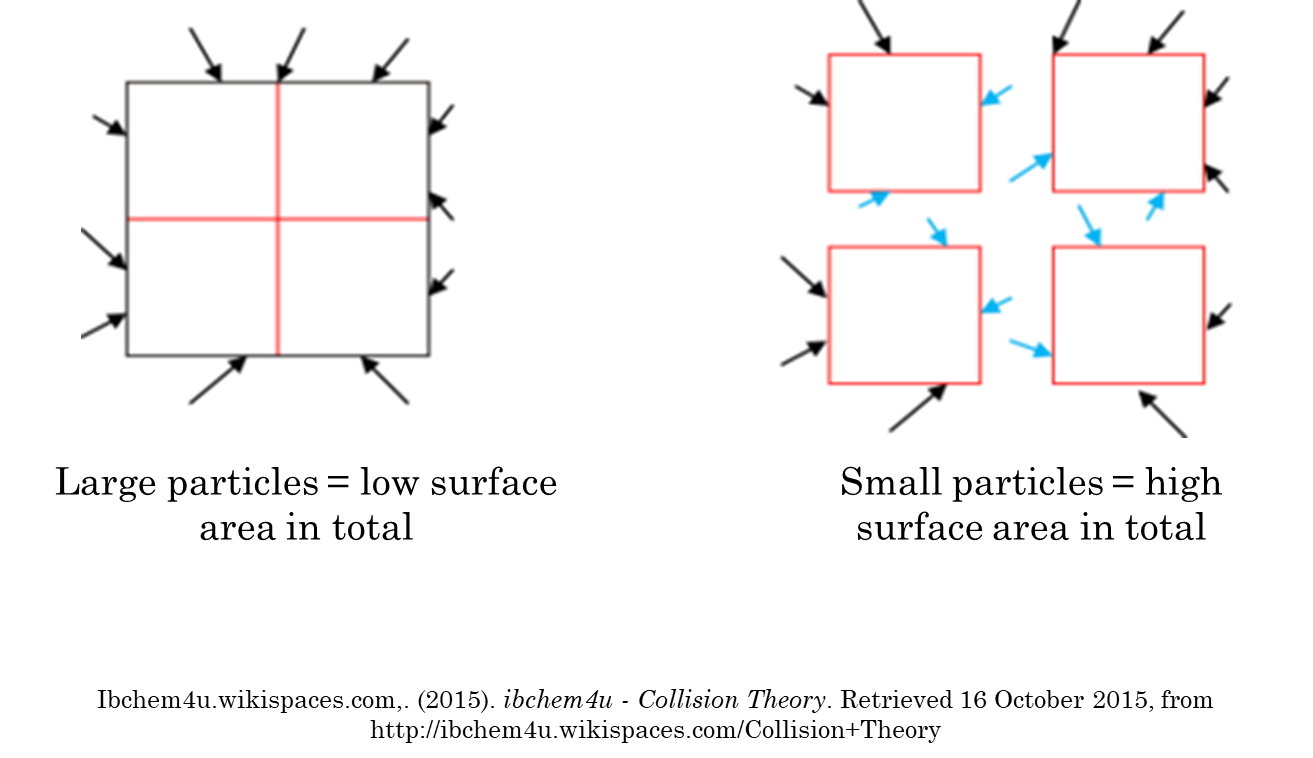 Large particles = low surface
area in total
Small particles = high
surface area in total
Ibchem4u.wikispaces.com,. (2015). ibchem4u - Collision Theory. Retrieved 16 October 2015, from
http://ibchem4u.wikispaces.com/Collision+Theory